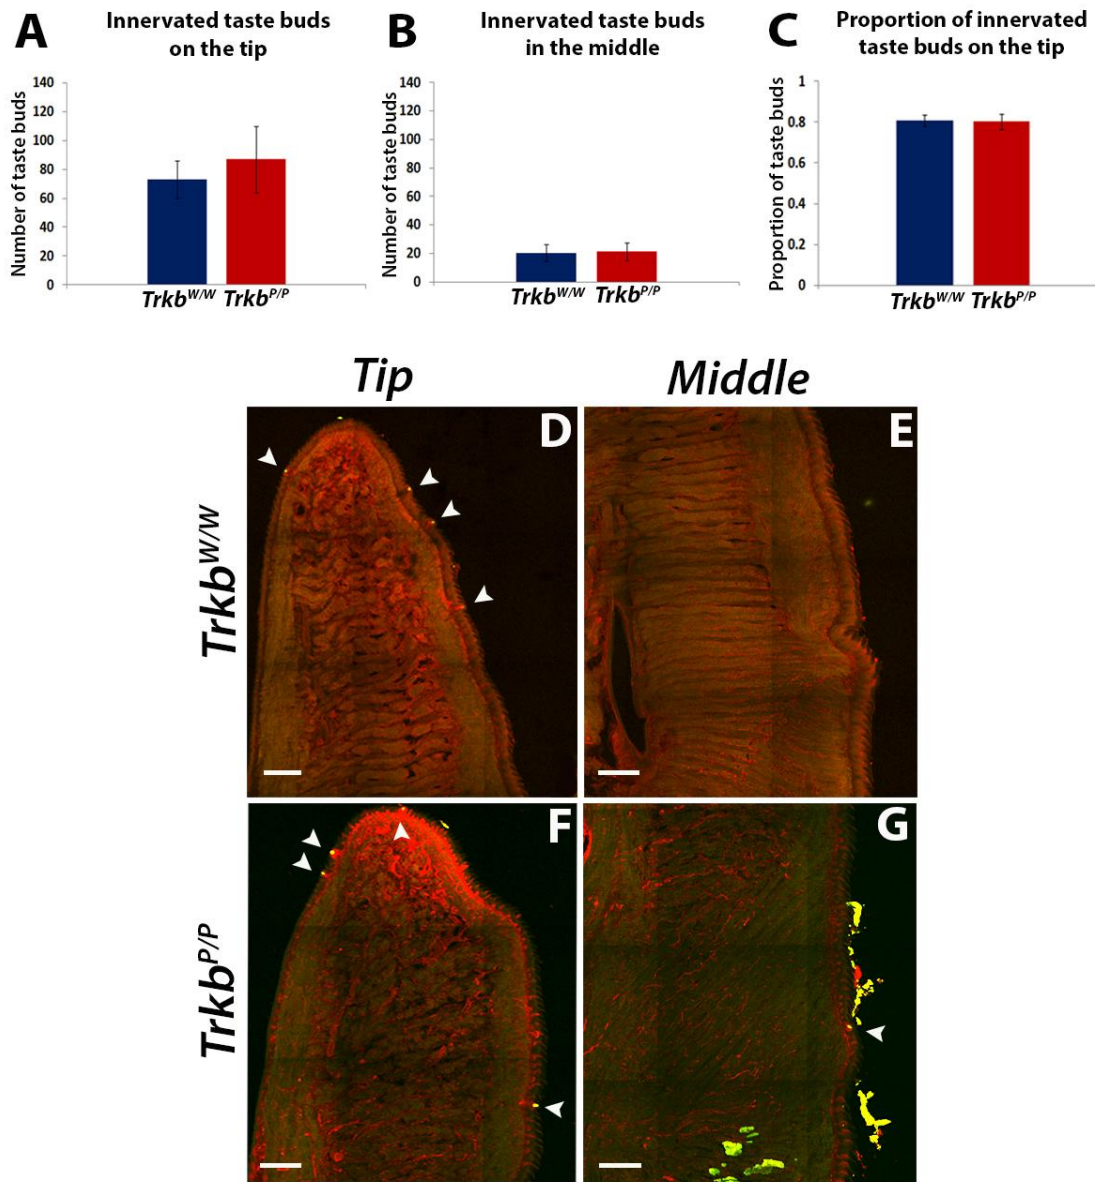 A
Innervated taste buds
on the tip
Number of taste buds
140
120
100
80
60
40
20
0
Trkb^W/W Trkb^P/P
B
Innervated taste buds
in the middle
Number of taste buds
140
120
100
80
60
40
20
0
Trkb^W/W Trkb^P/P
C
Proportion of innervated
taste buds on the tip
Proportion of taste buds
1
0.8
0.6
0.4
0.2
0
Trkb^W/W Trkb^P/P
Tip Middle
Trkb^W/W
D
E
Trkb^P/P
F
G